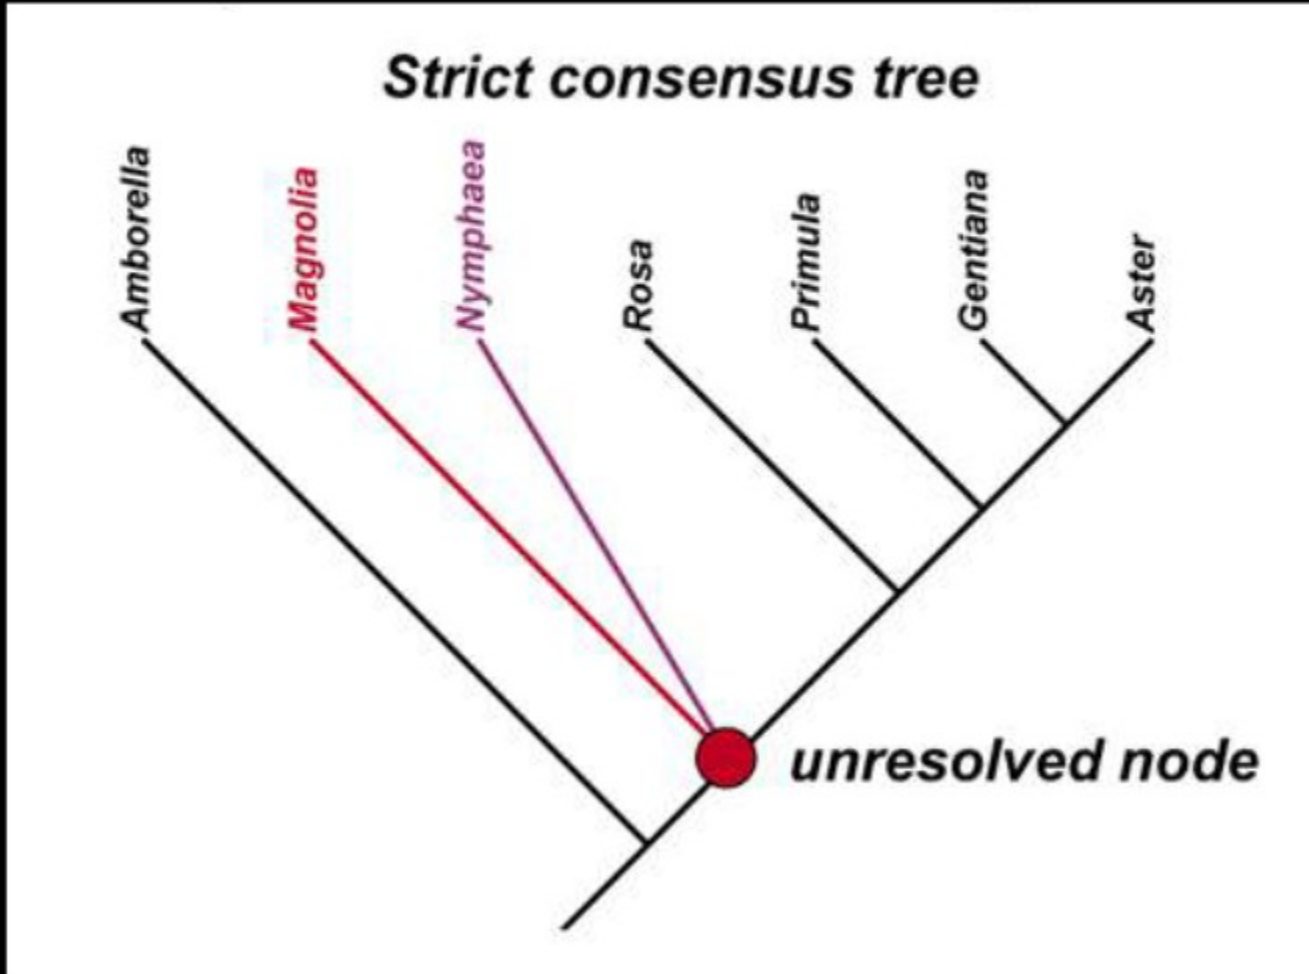 Strict consensus tree
Amborella
Magnolia
Nymphaea
Rosa
Primula
Gentiana
Aster
unresolved node